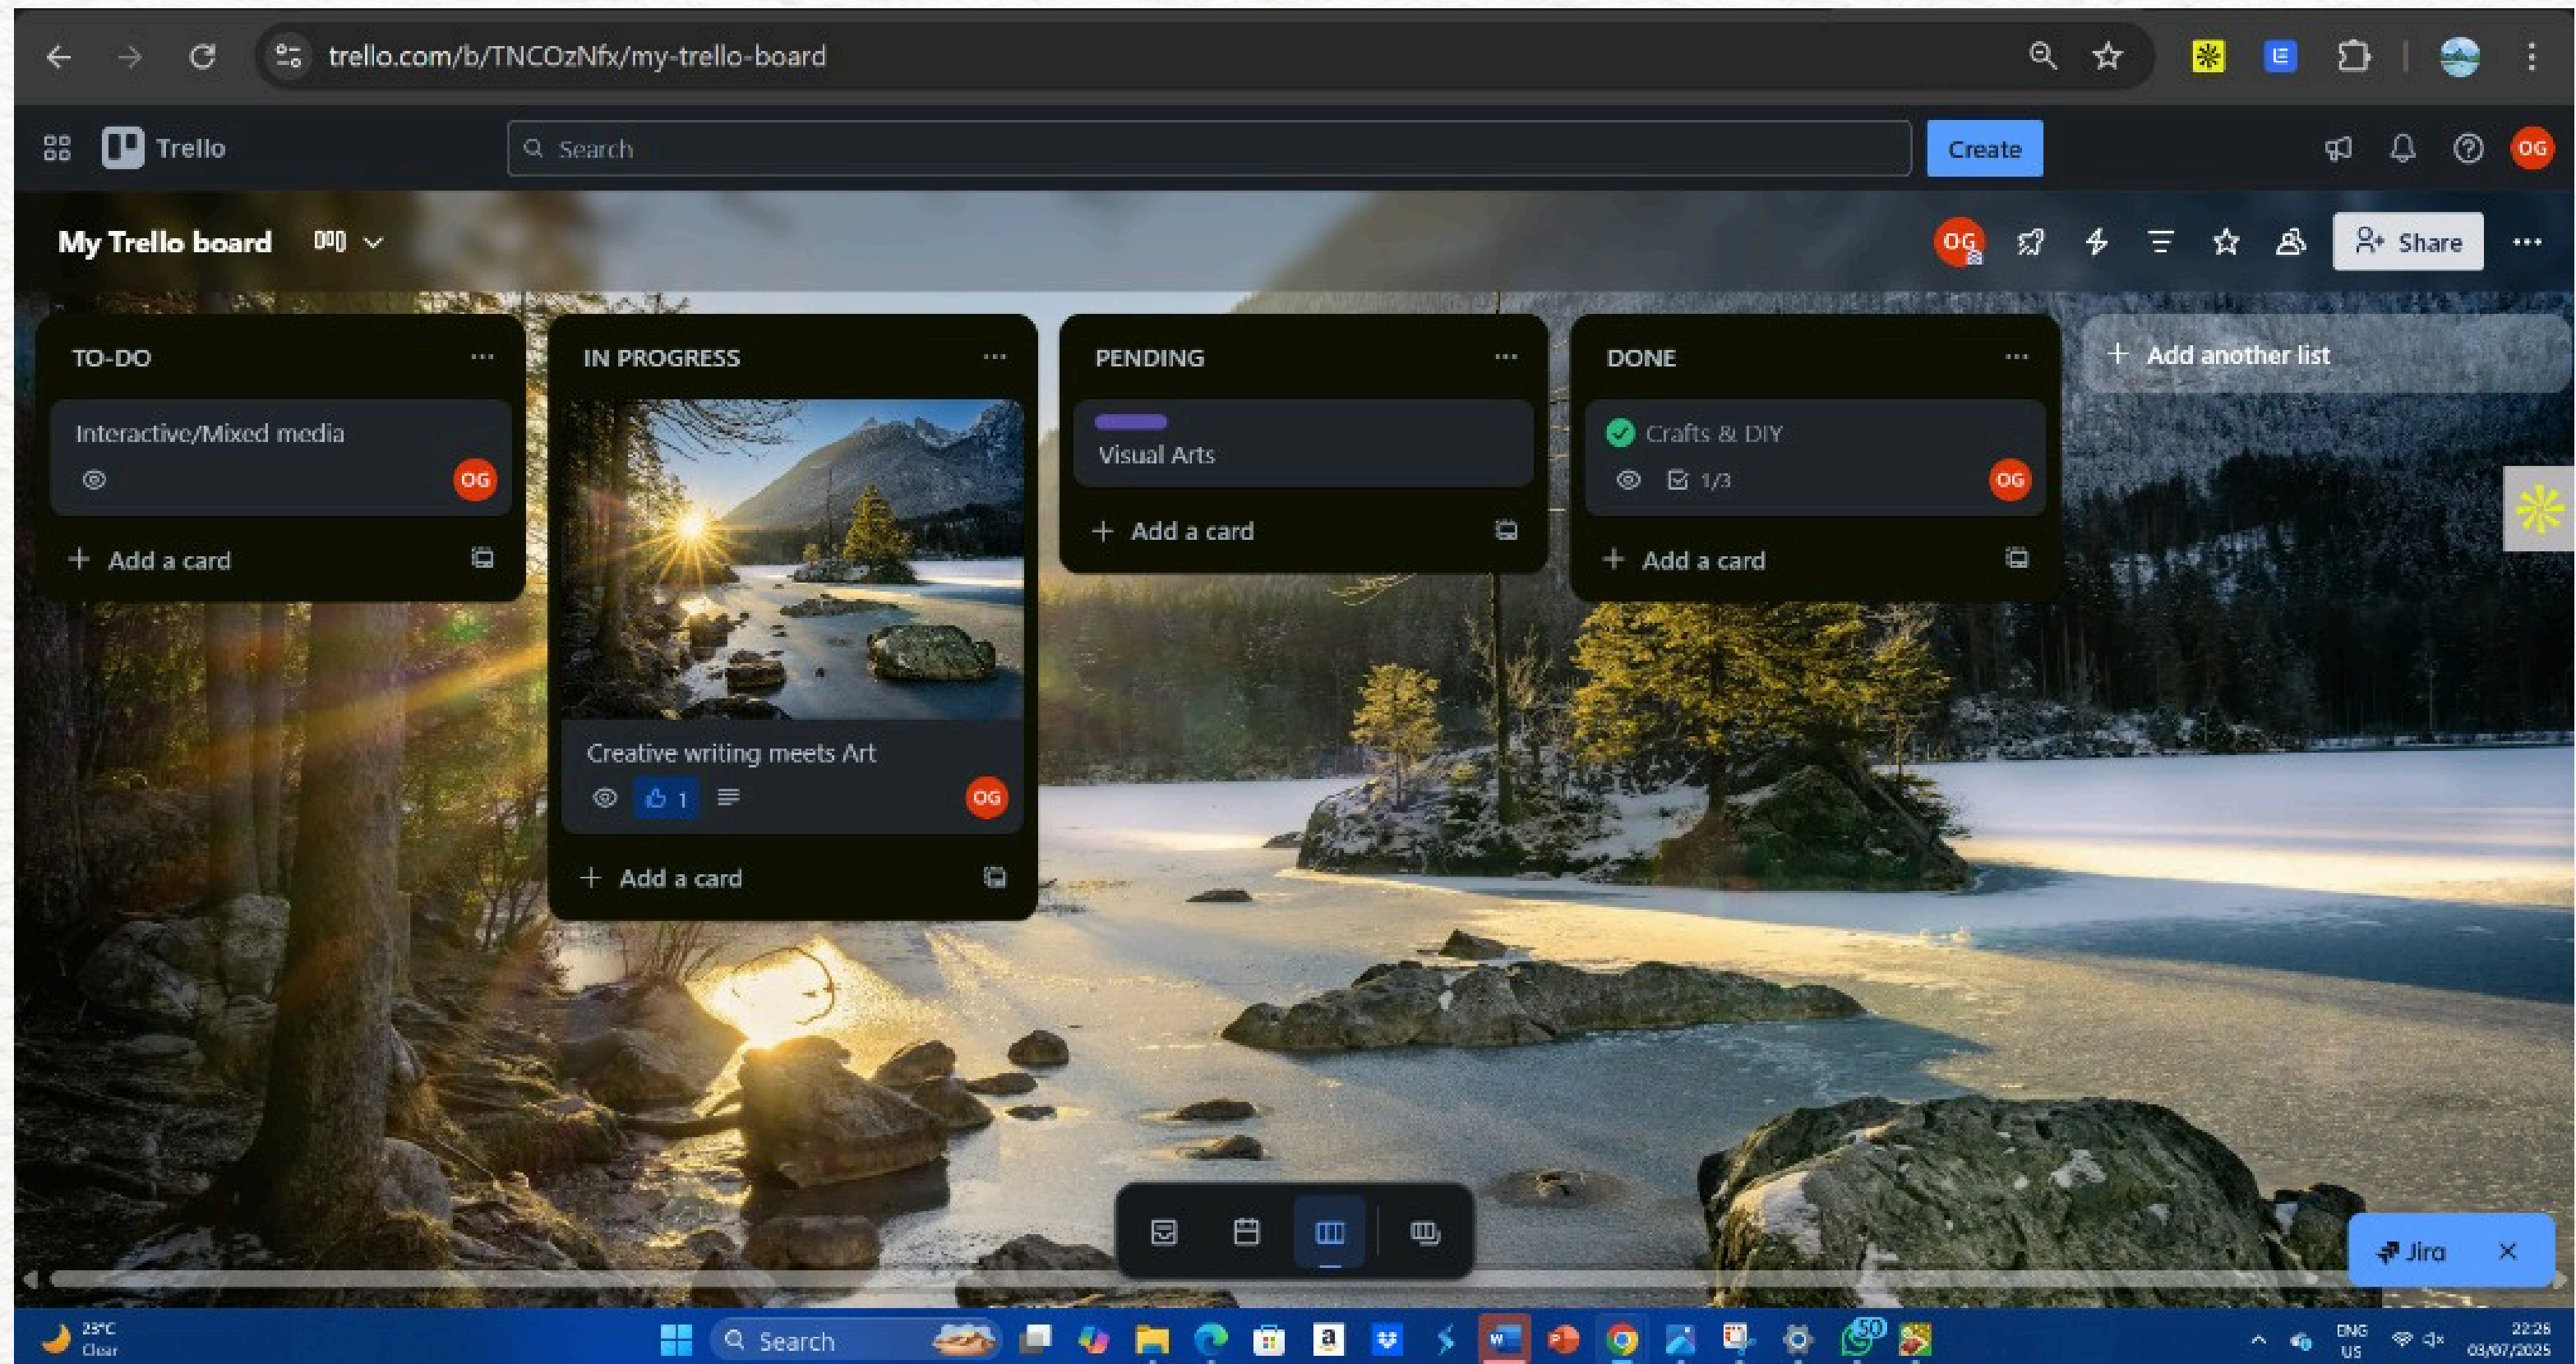 trello.com/b/TNCOzNfx/my-trello-board
Trello
Search
Create
OG
My Trello board
OG
Share
TO-DO
Interactive/Mixed media
OG
Add a card
IN PROGRESS
Creative writing meets Art
1
OG
Add a card
PENDING
Visual Arts
Add a card
DONE
Crafts & DIY
1/3
OG
Add a card
Add another list
Jira
23°C
Clear
Search
50
ENG
US
22:26
03/07/2025